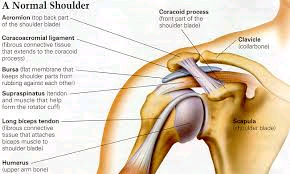 A Normal Shoulder
Acromion (top back part
of the shoulder blade)
Coracoacromial ligament
(fibrous connective tissue
that extends to the coracoid
process)
Bursa (flat membrane that
keeps shoulder parts from
rubbing against each other)
Supraspinatus (tendon
and muscle that help
form the rotator cuff)
Long biceps tendon
(fibrous connective
tissue that attaches
biceps muscle to
shoulder blade)
Humerus
(upper arm bone)
Coracoid process
(front part of the
shoulder blade)
Clavicle
(collarbone)
Scapula
(shoulder blade)